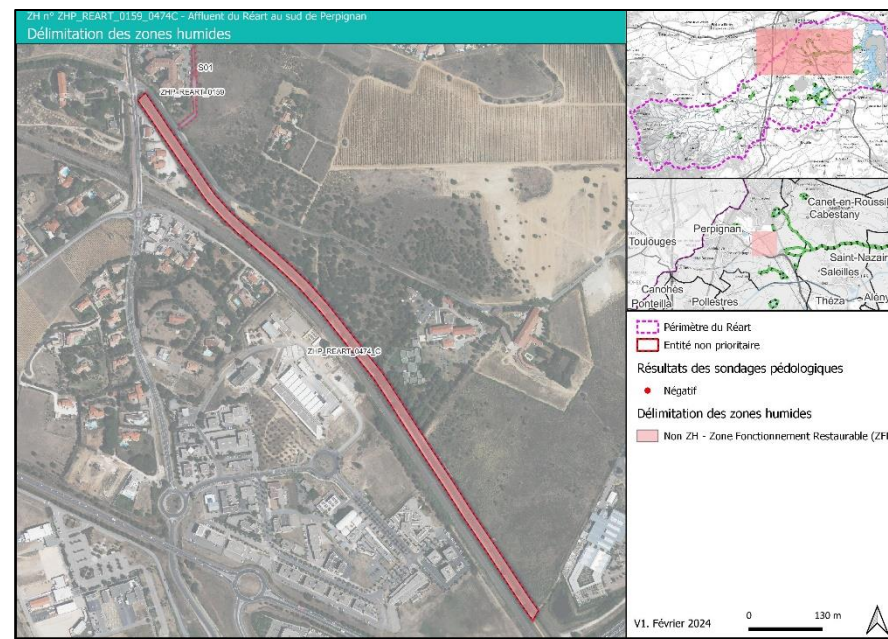 ZH n° ZHP_REART_0159_0474C - Affluent du Réart au sud de Perpignan
Délimitation des zones humides
S01
ZHP_REART_0159
ZHP_REART_0474_C
Canet-en-Roussil
Cabestany
Perpignan
Toulouges
Saint-Nazair
Saleilles
Canohès
Ponteilla
Pollestres
Théza
Alény
Périmètre du Réart
Entité non prioritaire
Résultats des sondages pédologiques
Négatif
Délimitation des zones humides
Non ZH - Zone Fonctionnement Restaurable (ZF
V1. Février 2024
0 130 m